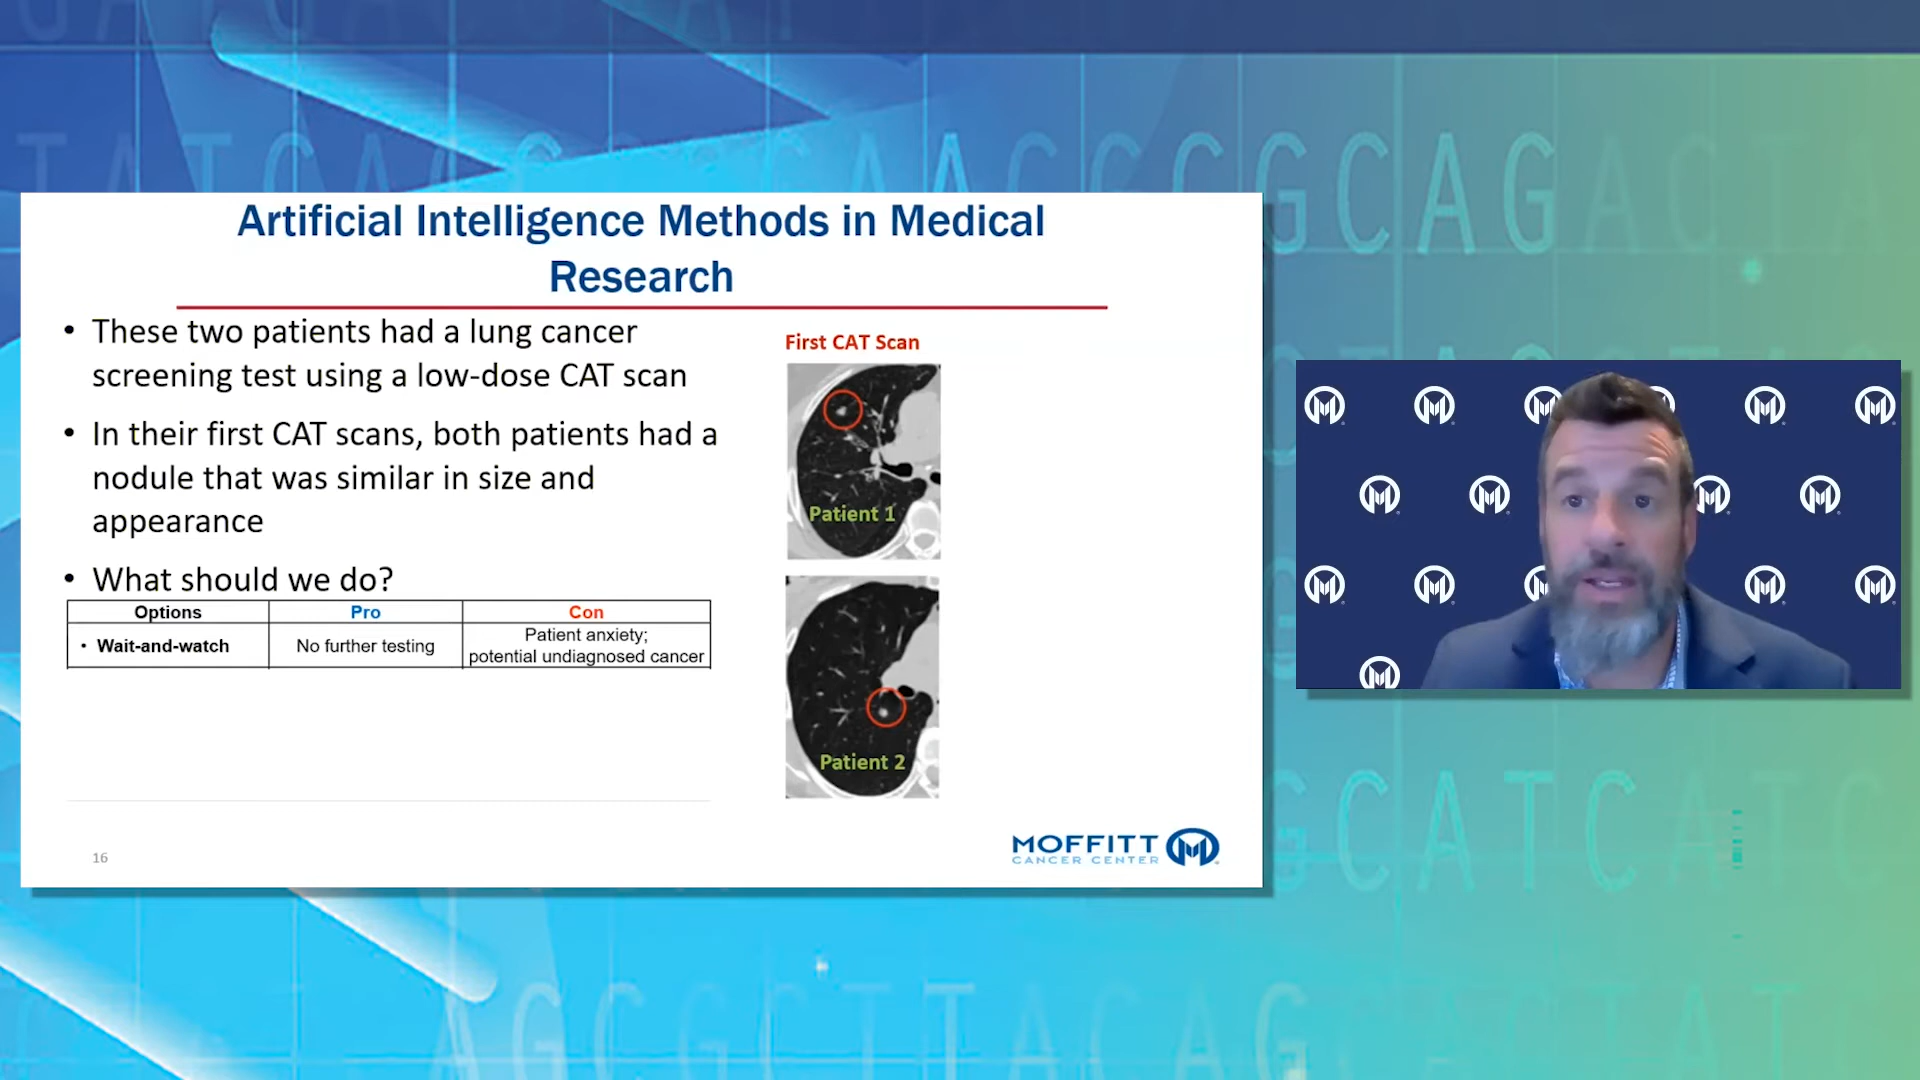 Artificial Intelligence Methods in Medical
Research
• These two patients had a lung cancer
screening test using a low-dose CAT scan
• In their first CAT scans, both patients had a
nodule that was similar in size and
appearance
• What should we do?
Options Pro Con
• Wait-and-watch No further testing Patient anxiety;
potential undiagnosed cancer
First CAT Scan
Patient 1
Patient 2
16
MOFFITT
CANCER CENTER
GCAG
GCATC
AGCGCTTACAG